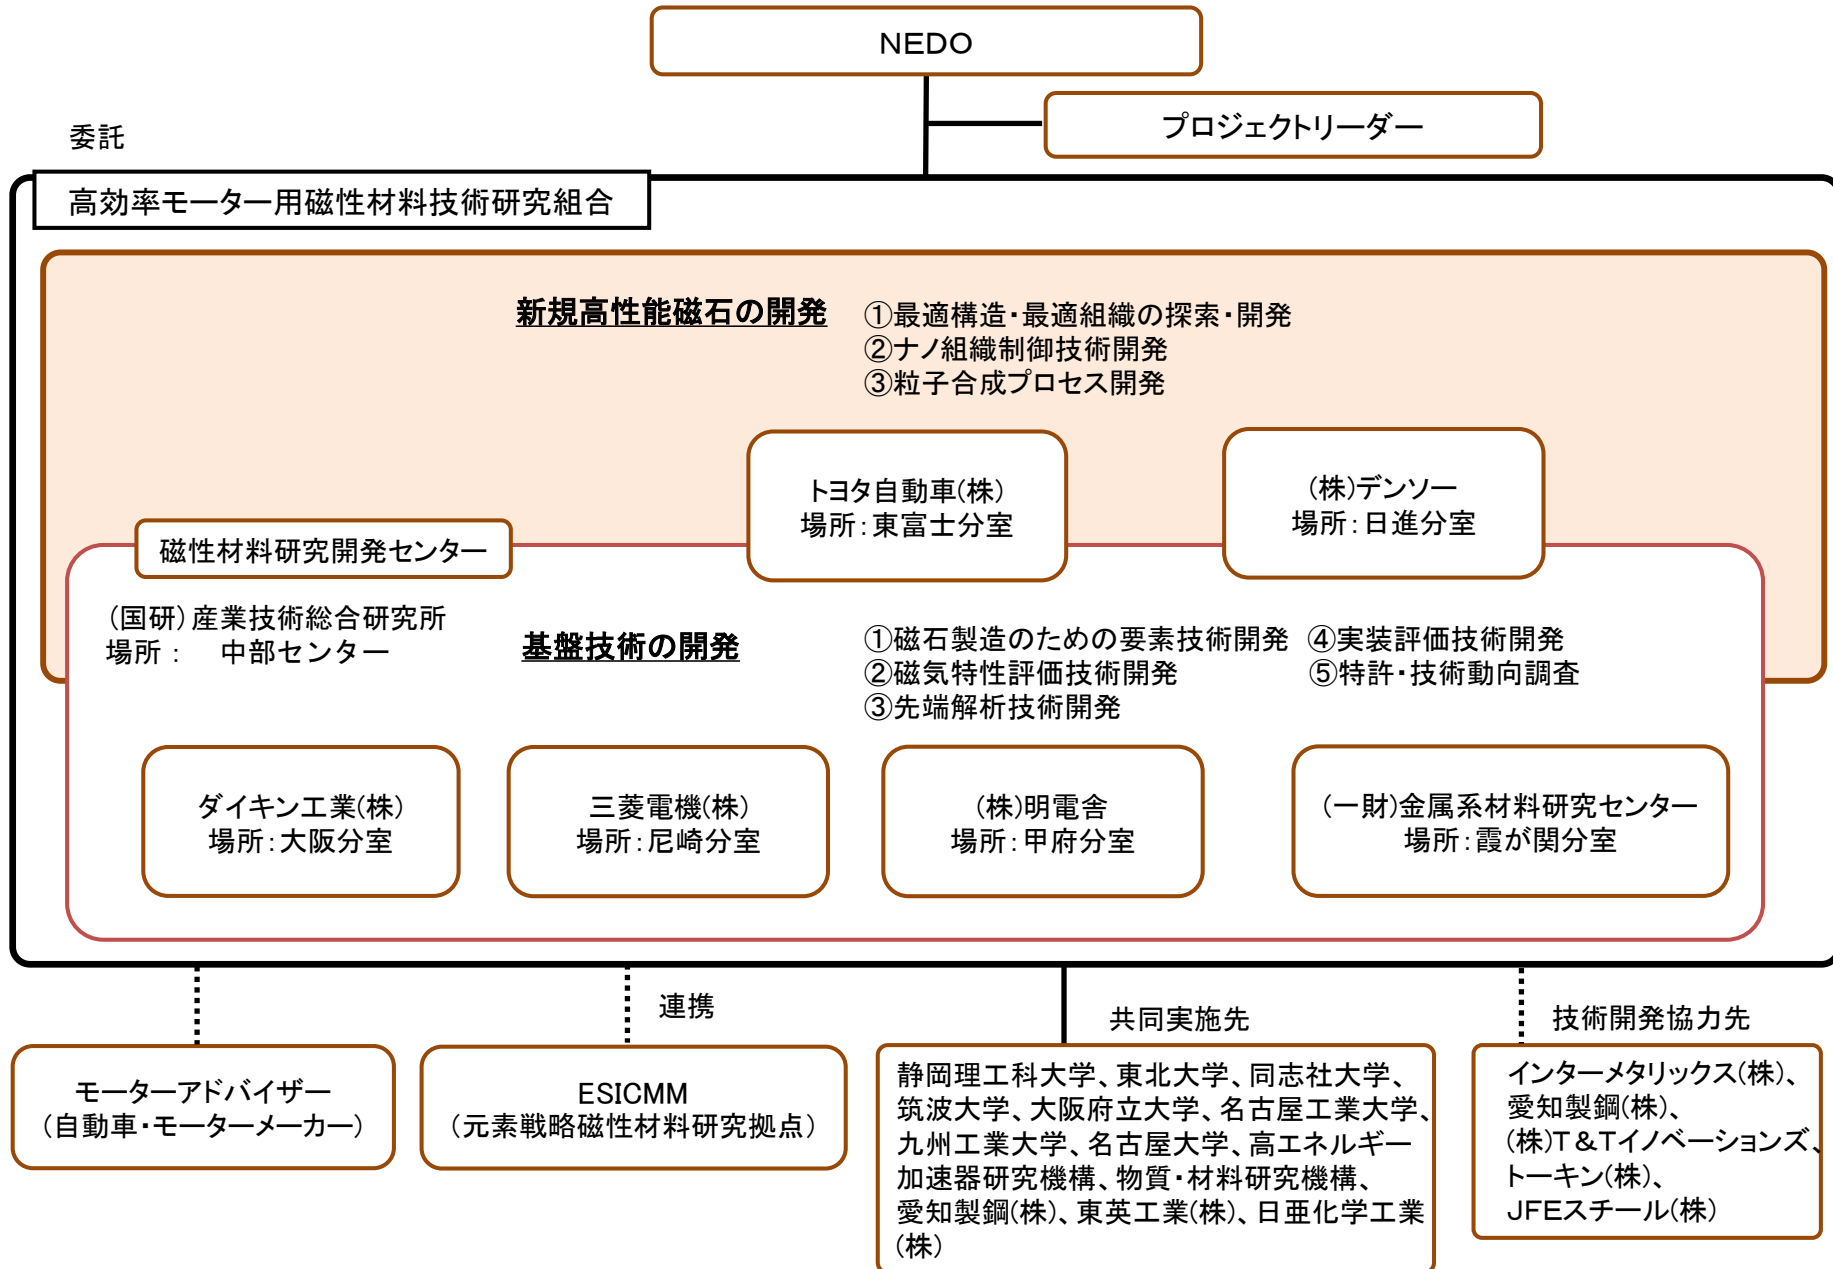 NEDO
プロジェクトリーダー
委託
高効率モーター用磁性材料技術研究組合
新規高性能磁石の開発
①最適構造・最適組織の探索・開発
②ナノ組織制御技術開発
③粒子合成プロセス開発
トヨタ自動車(株)
場所：東富士分室
(株)デンソー
場所：日進分室
磁性材料研究開発センター
(国研)産業技術総合研究所
場所：　中部センター
基盤技術の開発
①磁石製造のための要素技術開発
②磁気特性評価技術開発
③先端解析技術開発
④実装評価技術開発
⑤特許・技術動向調査
ダイキン工業(株)
場所：大阪分室
三菱電機(株)
場所：尼崎分室
(株)明電舎
場所：甲府分室
(一財)金属系材料研究センター
場所：霞が関分室
連携
共同実施先
技術開発協力先
モーターアドバイザー
(自動車・モーターメーカー)
ESICMM
(元素戦略磁性材料研究拠点)
静岡理工科大学、東北大学、同志社大学、
筑波大学、大阪府立大学、名古屋工業大学、
九州工業大学、名古屋大学、高エネルギー
加速器研究機構、物質・材料研究機構、
愛知製鋼(株)、東英工業(株)、日亜化学工業
(株)
インターメタリックス(株)、
愛知製鋼(株)、
(株)T＆Tイノベーションズ、
トーキン(株)、
JFEスチール(株)